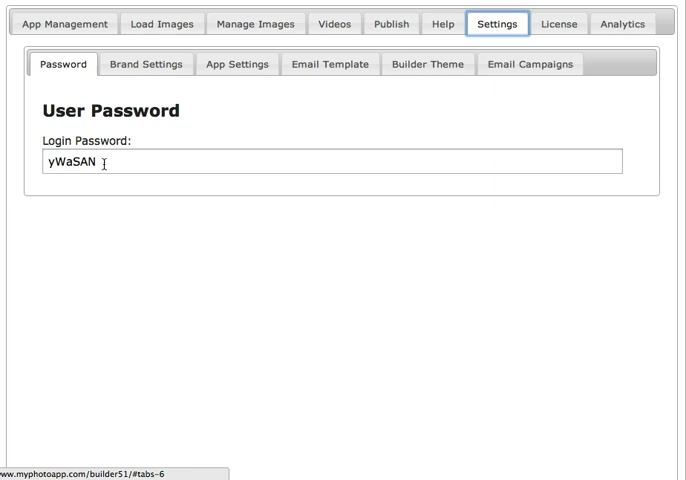 App Management Load Images Manage Images Videos Publish Help Settings License Analytics
Password Brand Settings App Settings Email Template Builder Theme Email Campaigns
User Password
Login Password:
yWaSAN
www.myphotoapp.com/builder51/#tabs-6